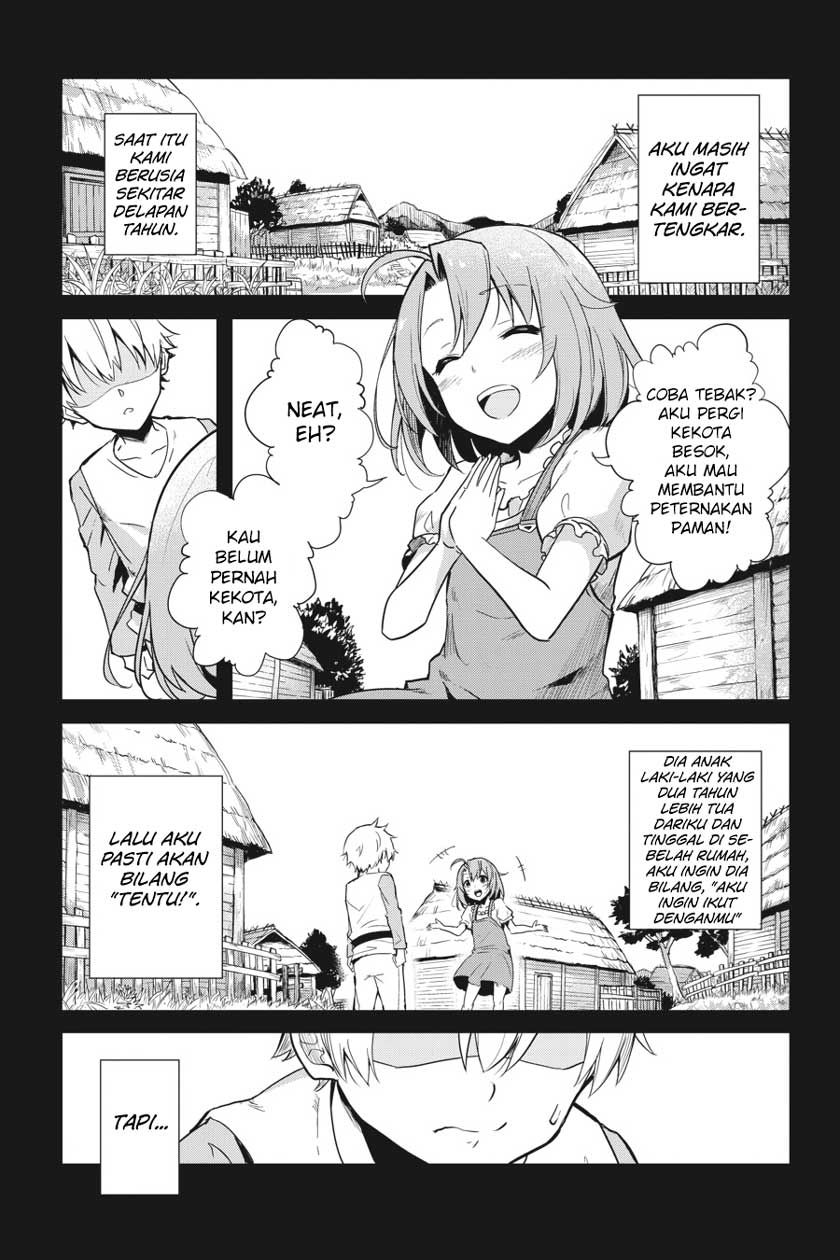 AKU MASIH
INGAT
KENAPA
KAMI BER-
TENGKAR.
SAAT ITU
KAMI
BERUSIA
SEKITAR
DELAPAN
TAHUN.
COBA TEBAK?
AKU PERGI
KEKOTA
BESOK,
AKU MAU
MEMBANTU
PETERNAKAN
PAMAN!
NEAT,
EH?
KAU
BELUM
PERNAH
KEKOTA,
KAN?
DIA ANAK
LAKI-LAKI YANG
DUA TAHUN
LEBIH TUA
DARIKU DAN
TINGGAL DI SE-
BELAH RUMAH,
AKU INGIN DIA
BILANG, "AKU
INGIN IKUT
DENGANMU"
LALU AKU
PASTI AKAN
BILANG
"TENTU!".
TAPI...